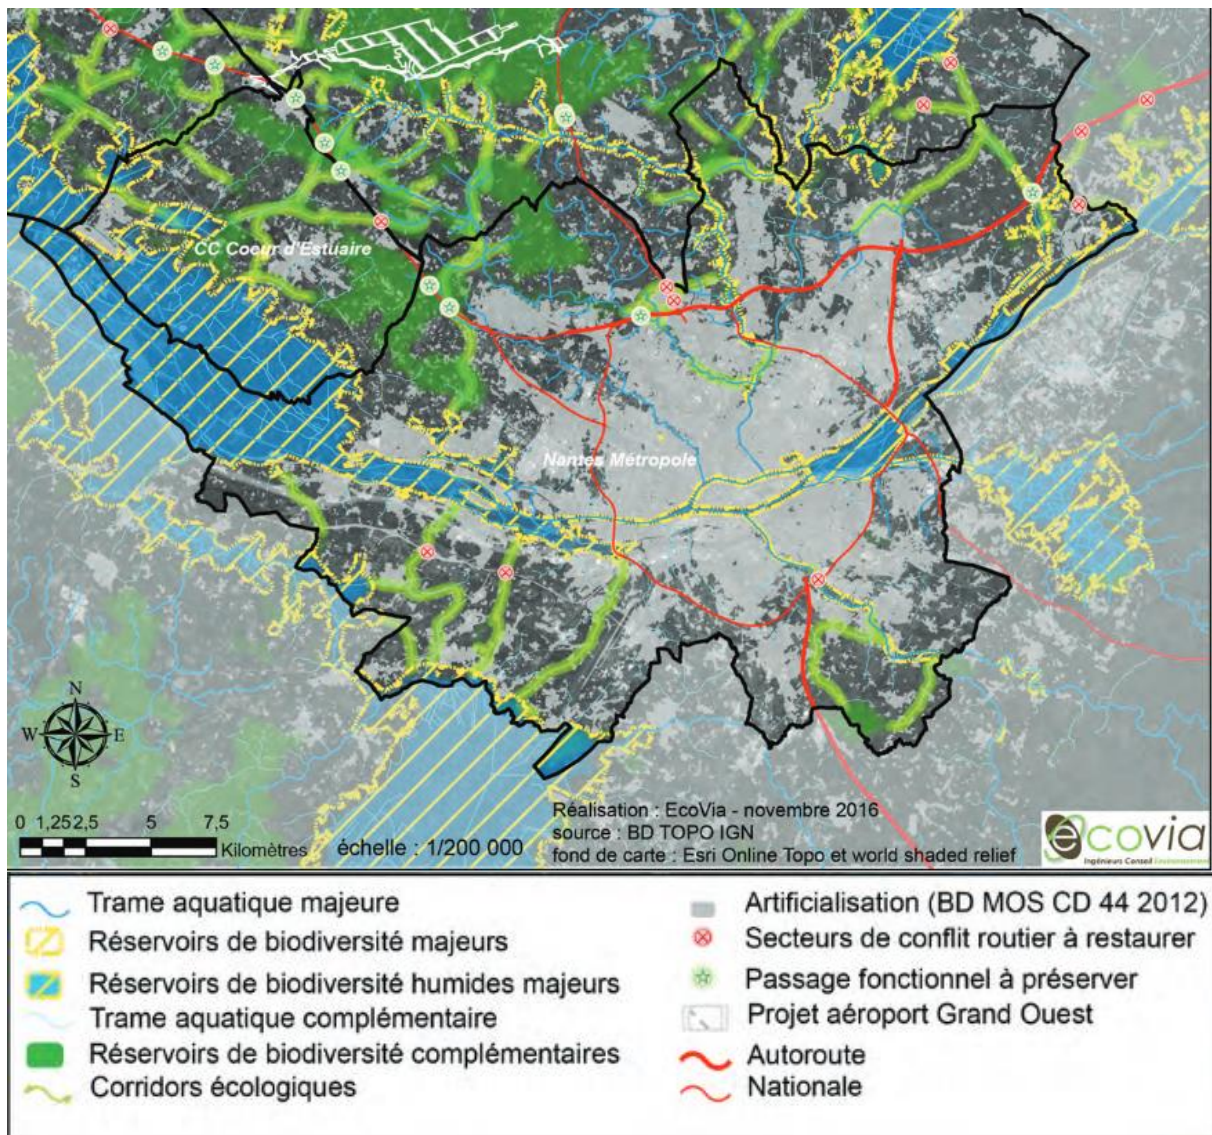 CC Coeur d'Estuaire
Nantes Métropole
N
W E
S
0 1,252,5 5 7,5
Kilomètres
échelle : 1/200 000
Réalisation : EcoVia - novembre 2016
source : BD TOPO IGN
fond de carte : Esri Online Topo et world shaded relief
ecovia
Ingénieurs Conseil Environnement
Trame aquatique majeure
Réservoirs de biodiversité majeurs
Réservoirs de biodiversité humides majeurs
Trame aquatique complémentaire
Réservoirs de biodiversité complémentaires
Corridors écologiques
Artificialisation (BD MOS CD 44 2012)
Secteurs de conflit routier à restaurer
Passage fonctionnel à préserver
Projet aéroport Grand Ouest
Autoroute
Nationale